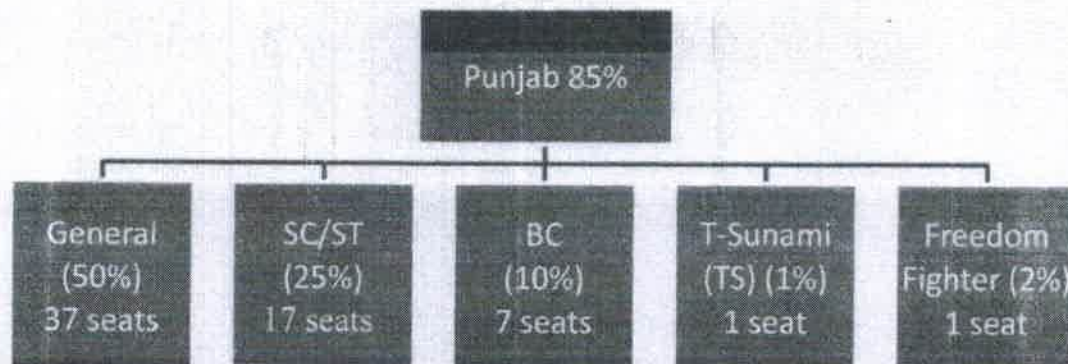 Punjab 85%
General
(50%)
37 seats
SC/ST
(25%)
17 seats
BC
(10%)
7 seats
T-Sunami
(TS) (1%)
1 seat
Freedom
Fighter (2%)
1 seat